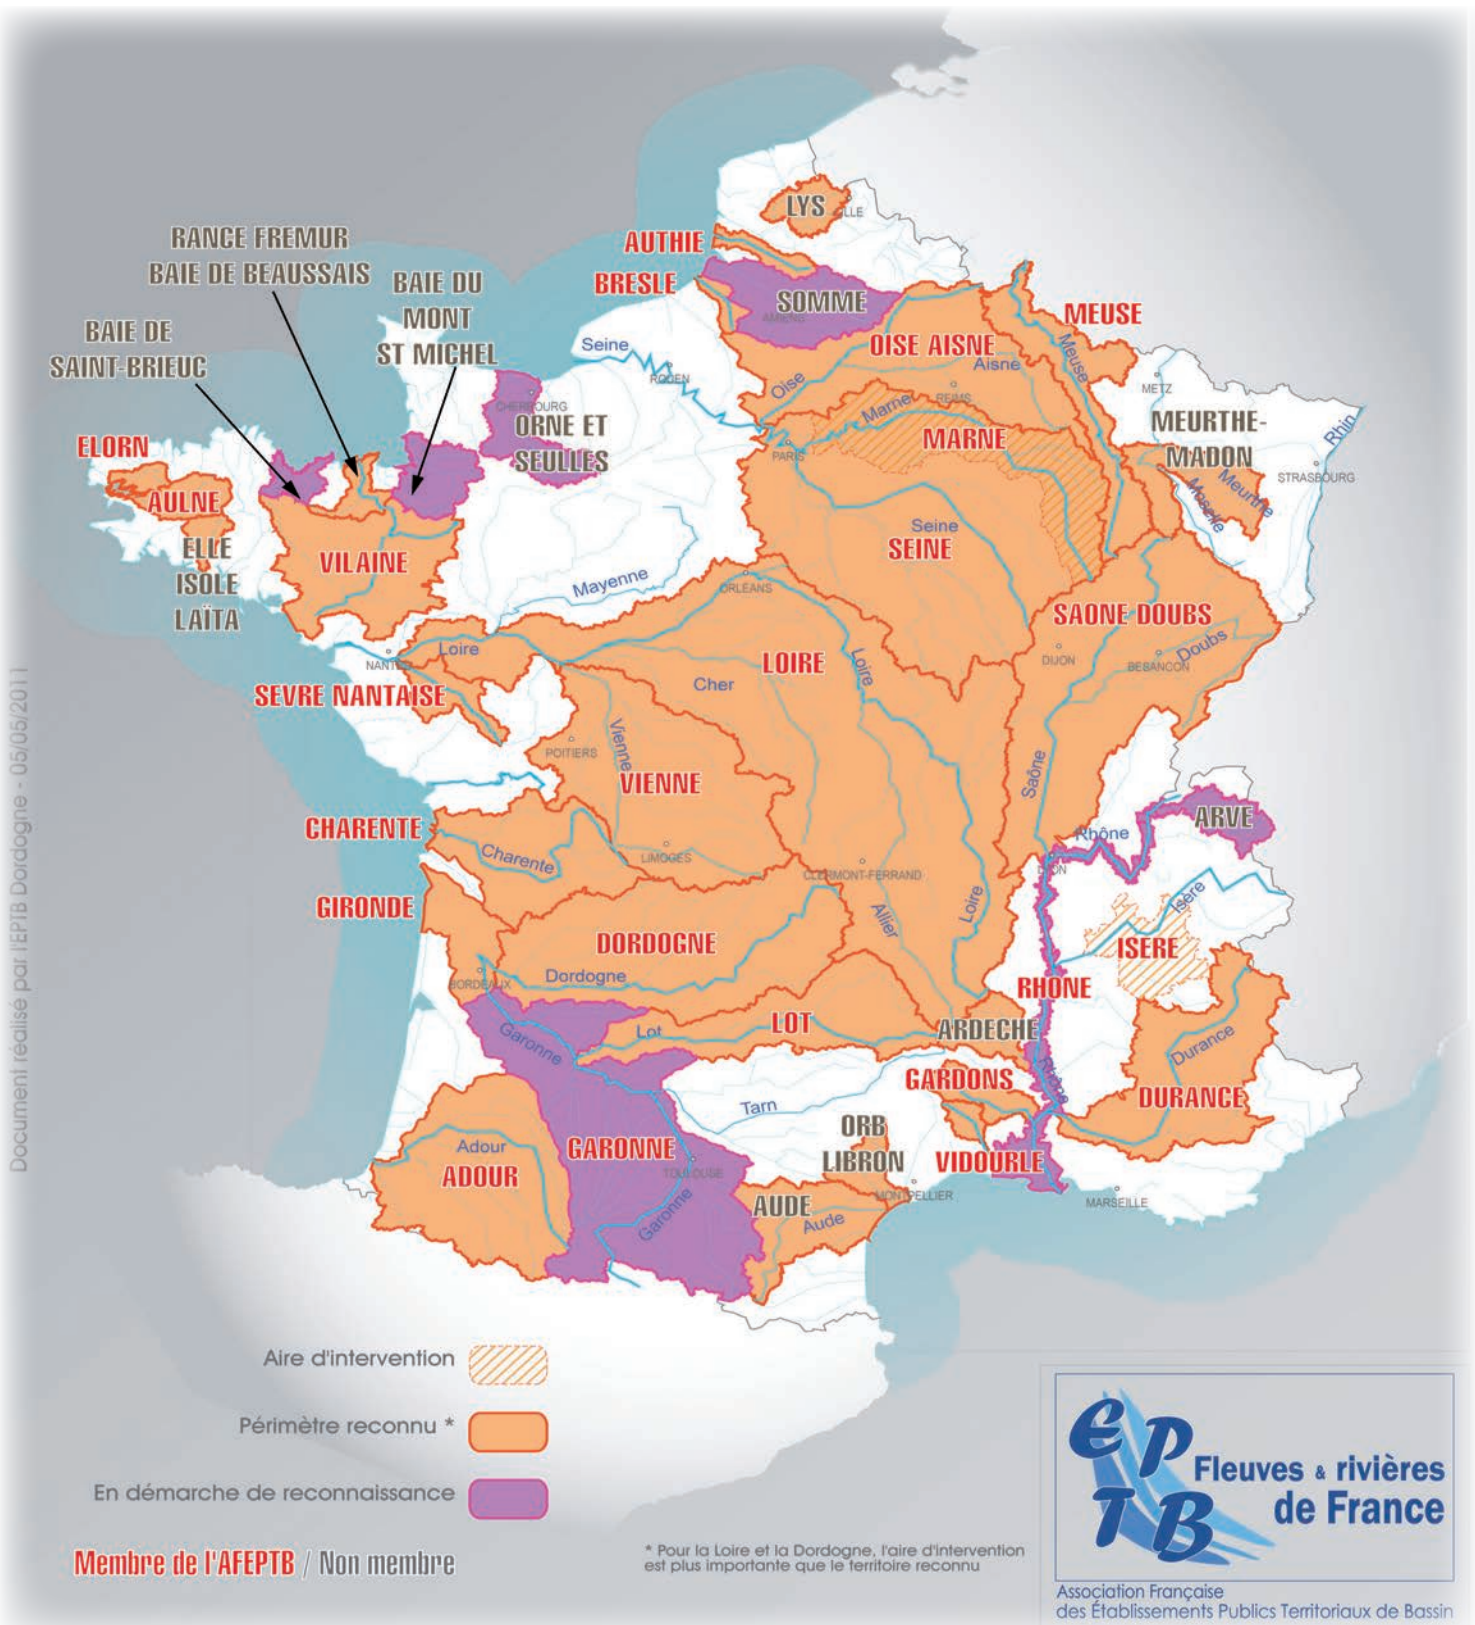 LYS
LLE
RANCE FREMUR
BAIE DE BEAUSSAIS
AUTHIE
BRESLE
BAIE DU
MONT
ST MICHEL
SOMME
AMIENS
MEUSE
BAIE DE
SAINT-BRIEUC
Seine
ROUEN
OISE AISNE
Aisne
Meuse
Oise
METZ
CHERBOURG
ORNE ET
SEULLES
Marne
REIMS
MARNE
MEURTHE-
MADON
Rhin
ELORN
PARIS
STRASBOURG
AULNE
Meurthe
Moselle
ELLE
ISOLE
LAÏTA
VILAINE
Seine
SEINE
Mayenne
ORLÉANS
SAONE DOUBS
NANTES
Loire
LOIRE
Loire
DIJON
BESANCON
Doubs
SEVRE NANTAISE
Cher
Vienne
POITIERS
VIENNE
Saône
CHARENTE
Charente
LIMOGES
Rhône
ARVE
LYON
CLERMONT-FERRAND
GIRONDE
Allier
Loire
Isère
ISERE
DORDOGNE
Dordogne
BORDEAUX
RHONE
Garonne
Lot
LOT
ARDECHE
Durance
GARDONS
Rhône
DURANCE
Tarn
ORB
LIBRON
Adour
ADOUR
GARONNE
TOULOUSE
VIDOURLE
Garonne
AUDE
Aude
MONTPELLIER
MARSEILLE
Document réalisé par l'EPTB Dordogne - 05/05/2011
Aire d'intervention
Périmètre reconnu *
En démarche de reconnaissance
Membre de l'AFEPTB / Non membre
* Pour la Loire et la Dordogne, l'aire d'intervention
est plus importante que le territoire reconnu
EPTB
Fleuves & rivières
de France
Association Française
des Établissements Publics Territoriaux de Bassin